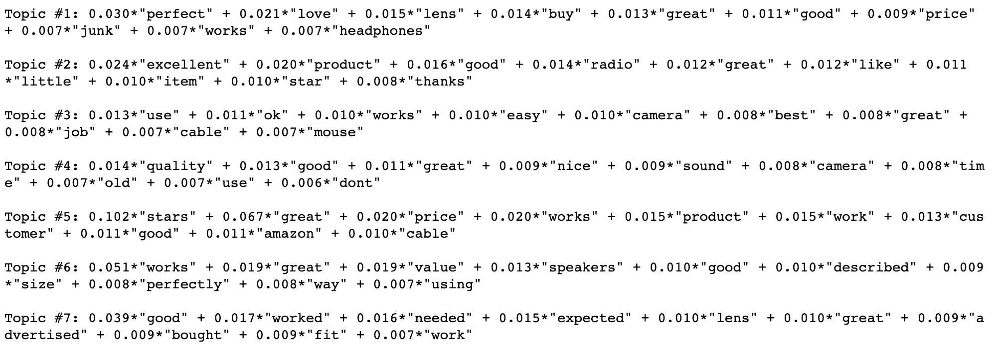 Topic #1: 0.030*"perfect" + 0.021*"love" + 0.015*"lens" + 0.014*"buy" + 0.013*"great" + 0.011*"good" + 0.009*"price"
+ 0.007*"junk" + 0.007*"works" + 0.007*"headphones"
Topic #2: 0.024*"excellent" + 0.020*"product" + 0.016*"good" + 0.014*"radio" + 0.012*"great" + 0.012*"like" + 0.011
*"little" + 0.010*"item" + 0.010*"star" + 0.008*"thanks"
Topic #3: 0.013*"use" + 0.011*"ok" + 0.010*"works" + 0.010*"easy" + 0.010*"camera" + 0.008*"best" + 0.008*"great" +
0.008*"job" + 0.007*"cable" + 0.007*"mouse"
Topic #4: 0.014*"quality" + 0.013*"good" + 0.011*"great" + 0.009*"nice" + 0.009*"sound" + 0.008*"camera" + 0.008*"tim
e" + 0.007*"old" + 0.007*"use" + 0.006*"dont"
Topic #5: 0.102*"stars" + 0.067*"great" + 0.020*"price" + 0.020*"works" + 0.015*"product" + 0.015*"work" + 0.013*"cus
tomer" + 0.011*"good" + 0.011*"amazon" + 0.010*"cable"
Topic #6: 0.051*"works" + 0.019*"great" + 0.019*"value" + 0.013*"speakers" + 0.010*"good" + 0.010*"described" + 0.009
*"size" + 0.008*"perfectly" + 0.008*"way" + 0.007*"using"
Topic #7: 0.039*"good" + 0.017*"worked" + 0.016*"needed" + 0.015*"expected" + 0.010*"lens" + 0.010*"great" + 0.009*"a
dvertised" + 0.009*"bought" + 0.009*"fit" + 0.007*"work"